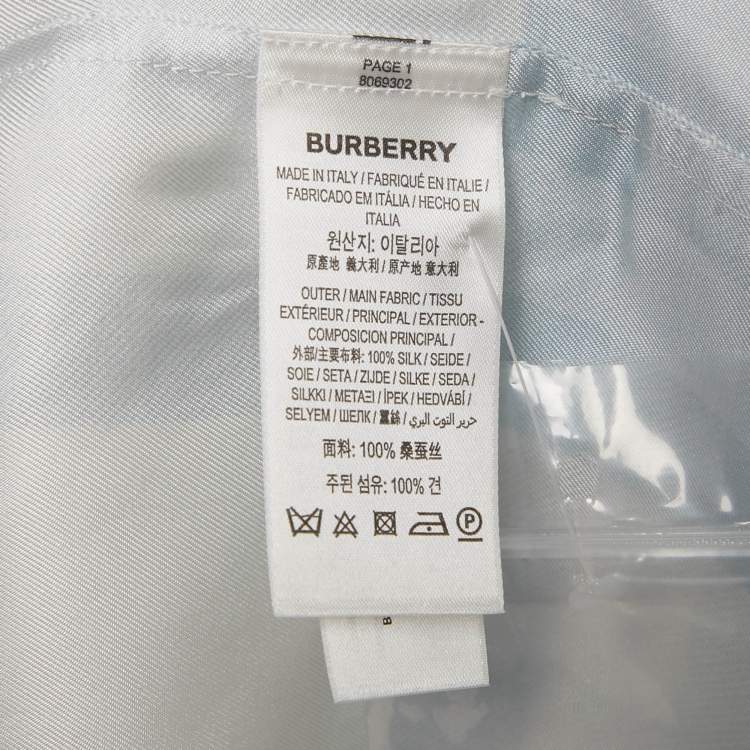 PAGE 1
8069302
BURBERRY
MADE IN ITALY / FABRIQUÉ EN ITALIE /
FABRICADO EM ITÁLIA / HECHO EN
ITALIA
원산지: 이탈리아
原產地 義大利 / 原产地 意大利
OUTER / MAIN FABRIC / TISSU
EXTÉRIEUR / PRINCIPAL / EXTERIOR-
COMPOSICION PRINCIPAL /
外部/主要布料: 100% SILK / SEIDE /
SOIE / SETA / ZIJDE / SILKE / SEDA /
SILKKI / ΜΕΤΑΞΙ / İPEK / HEDVÁBÍ /
SELYEM / ШЕЛК / 蠶絲 / حرير التوت البري
面料: 100% 桑蚕丝
주된 섬유: 100% 견
P